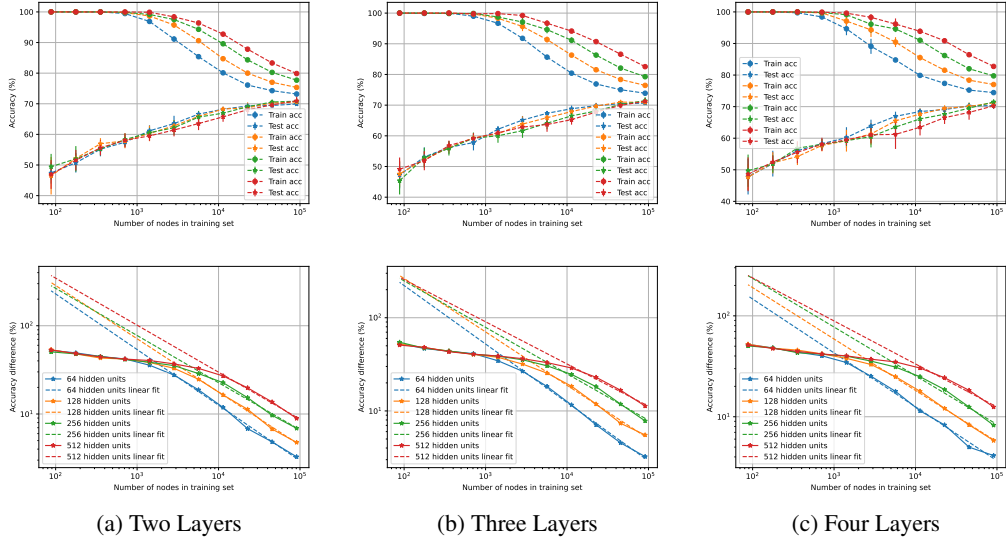 Accuracy (%)
100
90
80
70
60
50
40
Train acc
Test acc
Train acc
Test acc
Train acc
Test acc
Train acc
Test acc
10²
10³
10⁴
10⁵
Number of nodes in training set
Accuracy (%)
100
90
80
70
60
50
40
Train acc
Test acc
Train acc
Test acc
Train acc
Test acc
Train acc
Test acc
10²
10³
10⁴
10⁵
Number of nodes in training set
Accuracy (%)
100
90
80
70
60
50
Train acc
Test acc
Train acc
Test acc
Train acc
Test acc
Train acc
Test acc
10²
10³
10⁴
10⁵
Number of nodes in training set
Accuracy difference (%)
10²
10¹
64 hidden units
64 hidden units linear fit
128 hidden units
128 hidden units linear fit
256 hidden units
256 hidden units linear fit
512 hidden units
512 hidden units linear fit
10²
10³
10⁴
10⁵
Number of nodes in training set
Accuracy difference (%)
10²
10¹
64 hidden units
64 hidden units linear fit
128 hidden units
128 hidden units linear fit
256 hidden units
256 hidden units linear fit
512 hidden units
512 hidden units linear fit
10²
10³
10⁴
10⁵
Number of nodes in training set
Accuracy difference (%)
10²
10¹
64 hidden units
64 hidden units linear fit
128 hidden units
128 hidden units linear fit
256 hidden units
256 hidden units linear fit
512 hidden units
512 hidden units linear fit
10²
10³
10⁴
10⁵
Number of nodes in training set
(a) Two Layers
(b) Three Layers
(c) Four Layers